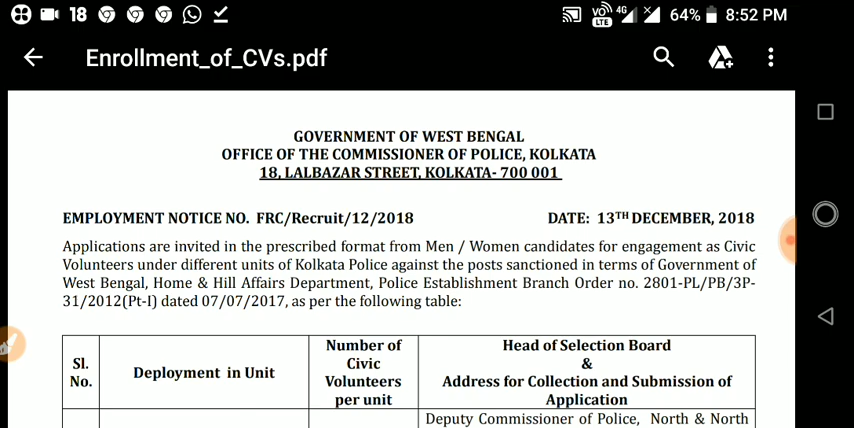 18
VO))
LTE
4G
64%
8:52 PM
Enrollment_of_CVs.pdf
GOVERNMENT OF WEST BENGAL
OFFICE OF THE COMMISSIONER OF POLICE, KOLKATA
18, LALBAZAR STREET, KOLKATA- 700 001
EMPLOYMENT NOTICE NO. FRC/Recruit/12/2018 DATE: 13TH DECEMBER, 2018
Applications are invited in the prescribed format from Men / Women candidates for engagement as Civic
Volunteers under different units of Kolkata Police against the posts sanctioned in terms of Government of
West Bengal, Home & Hill Affairs Department, Police Establishment Branch Order no. 2801-PL/PB/3P-
31/2012(Pt-I) dated 07/07/2017, as per the following table:
Sl.
No.
Deployment in Unit
Number of
Civic
Volunteers
per unit
Head of Selection Board
&
Address for Collection and Submission of
Application
Deputy Commissioner of Police, North & North